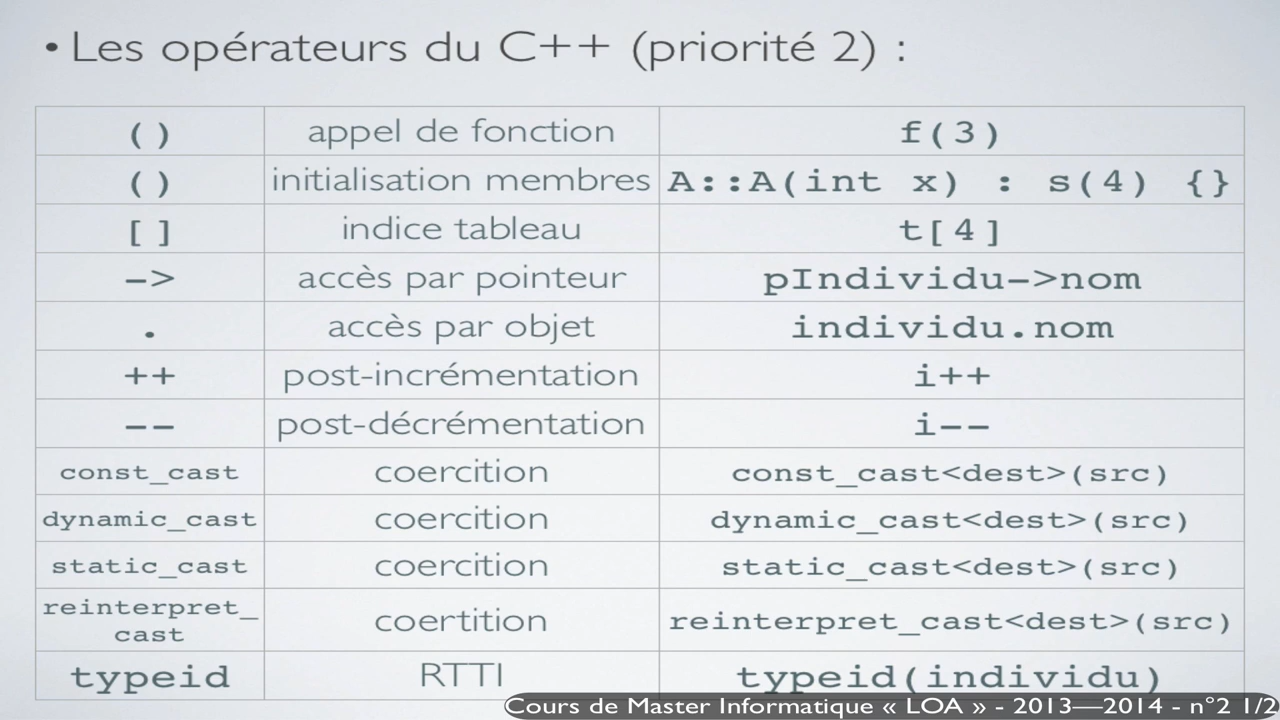 • Les opérateurs du C++ (priorité 2) :
() appel de fonction f(3)
() initialisation membres A::A(int x) : s(4) {}
[] indice tableau t[4]
-> accès par pointeur pIndividu->nom
. accès par objet individu.nom
++ post-incrémentation i++
-- post-décrémentation i--
const_cast coercition const_cast<dest>(src)
dynamic_cast coercition dynamic_cast<dest>(src)
static_cast coercition static_cast<dest>(src)
reinterpret_
cast coertition reinterpret_cast<dest>(src)
typeid RTTI typeid(individu)
Cours de Master Informatique « LOA » - 2013—2014 - n°2 1/2